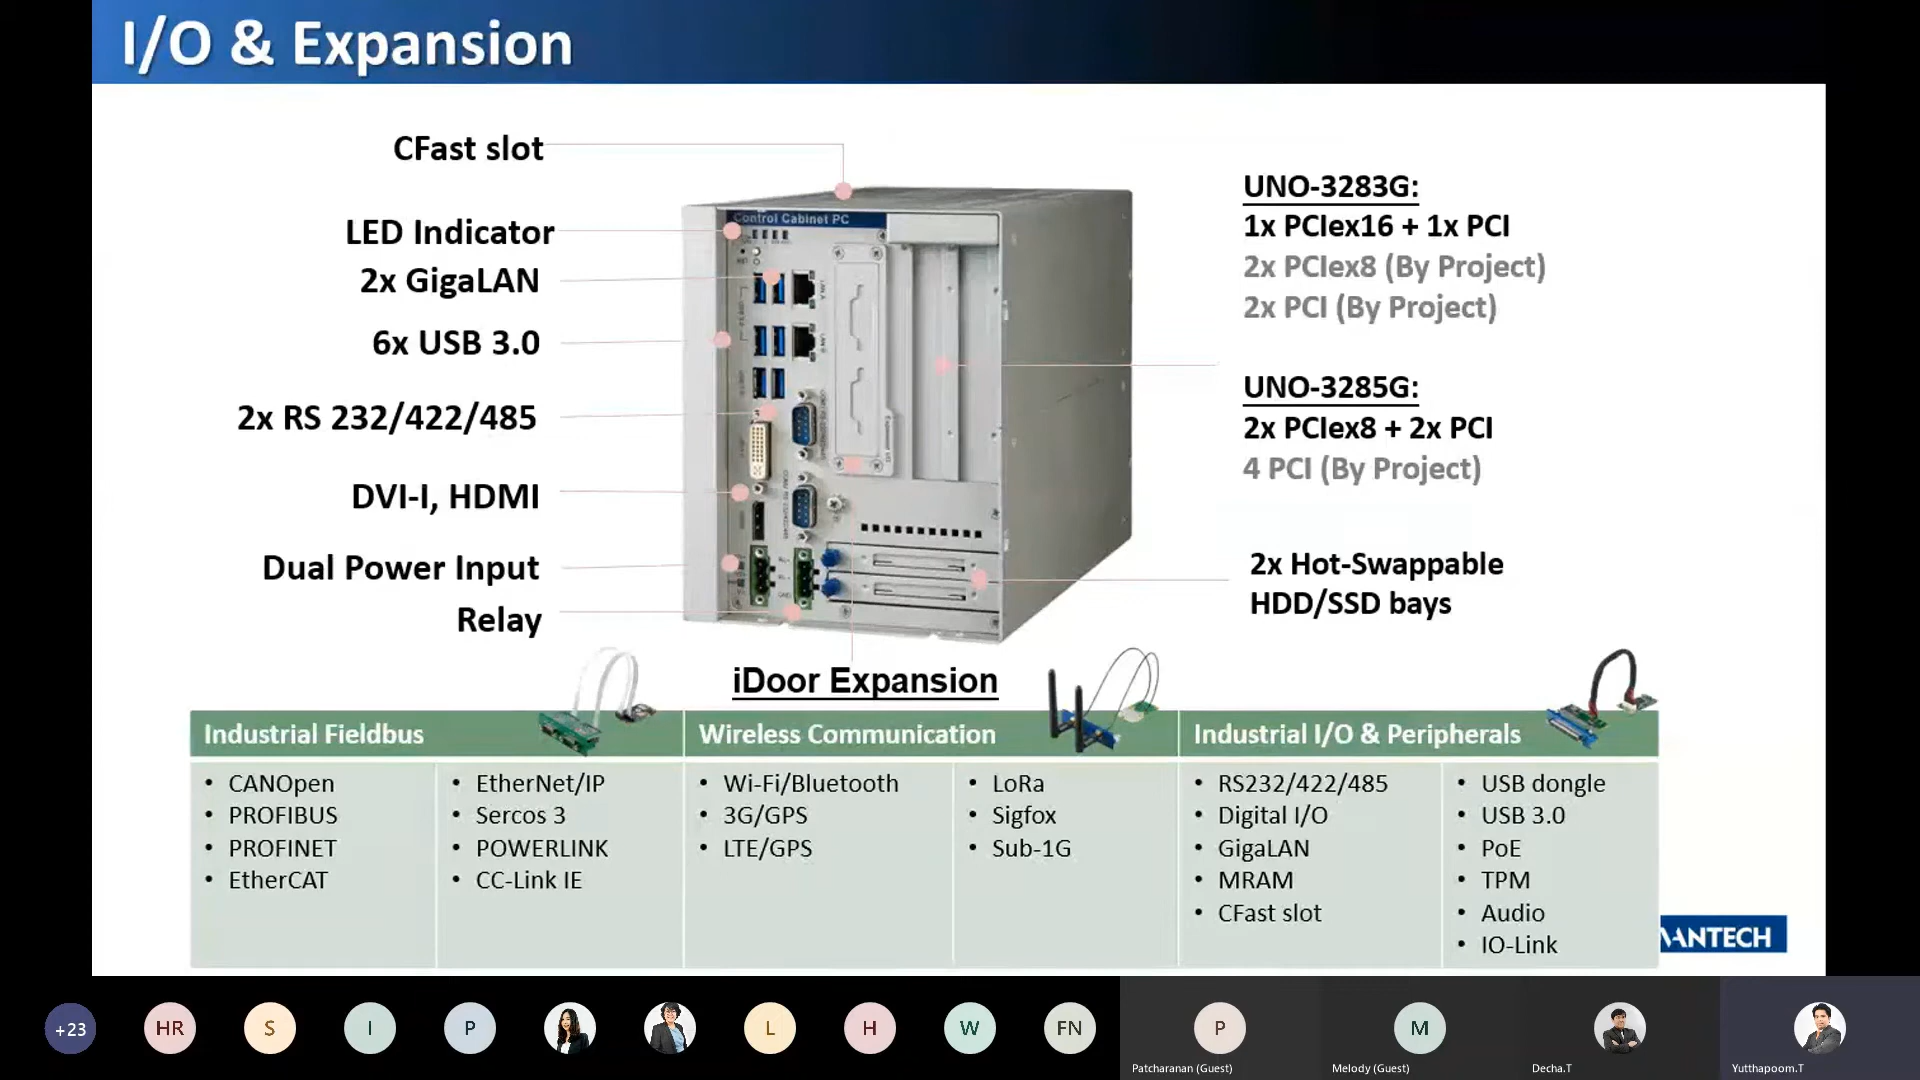 I/O & Expansion
CFast slot
LED Indicator
2x GigaLAN
6x USB 3.0
2x RS 232/422/485
DVI-I, HDMI
Dual Power Input
Relay
Control Cabinet PC
UNO-3283G:
1x PCIex16 + 1x PCI
2x PCIex8 (By Project)
2x PCI (By Project)
UNO-3285G:
2x PCIex8 + 2x PCI
4 PCI (By Project)
2x Hot-Swappable
HDD/SSD bays
iDoor Expansion
Industrial Fieldbus
• CANOpen
• PROFIBUS
• PROFINET
• EtherCAT
• EtherNet/IP
• Sercos 3
• POWERLINK
• CC-Link IE
Wireless Communication
• Wi-Fi/Bluetooth
• 3G/GPS
• LTE/GPS
• LoRa
• Sigfox
• Sub-1G
Industrial I/O & Peripherals
• RS232/422/485
• Digital I/O
• GigaLAN
• MRAM
• CFast slot
• USB dongle
• USB 3.0
• PoE
• TPM
• Audio
• IO-Link
VANTECH
+23
HR
S
I
P
L
H
W
FN
P
M
Patcharanan (Guest)
Melody (Guest)
Decha.T
Yutthapoom.T